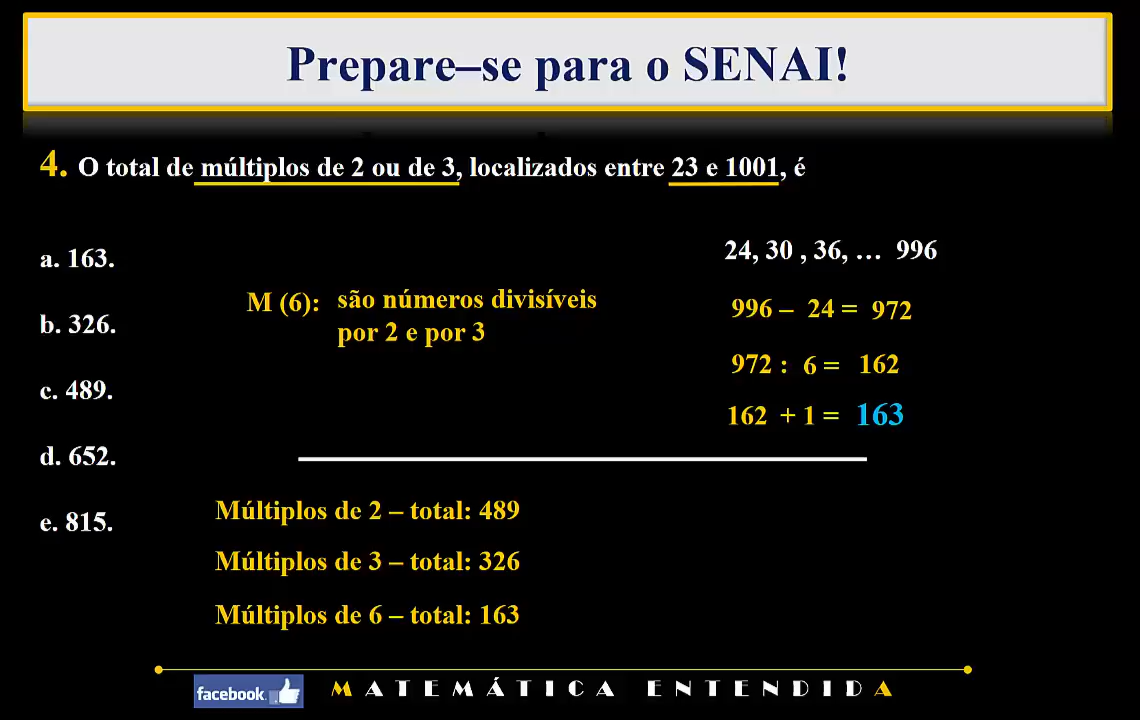 Prepare–se para o SENAI!
4. O total de múltiplos de 2 ou de 3, localizados entre 23 e 1001, é
a. 163.
b. 326.
c. 489.
d. 652.
e. 815.
M (6): são números divisíveis
por 2 e por 3
24, 30 , 36, … 996
996 – 24 = 972
972 : 6 = 162
162 + 1 = 163
Múltiplos de 2 – total: 489
Múltiplos de 3 – total: 326
Múltiplos de 6 – total: 163
facebook.
MATEMÁTICA ENTENDIDA